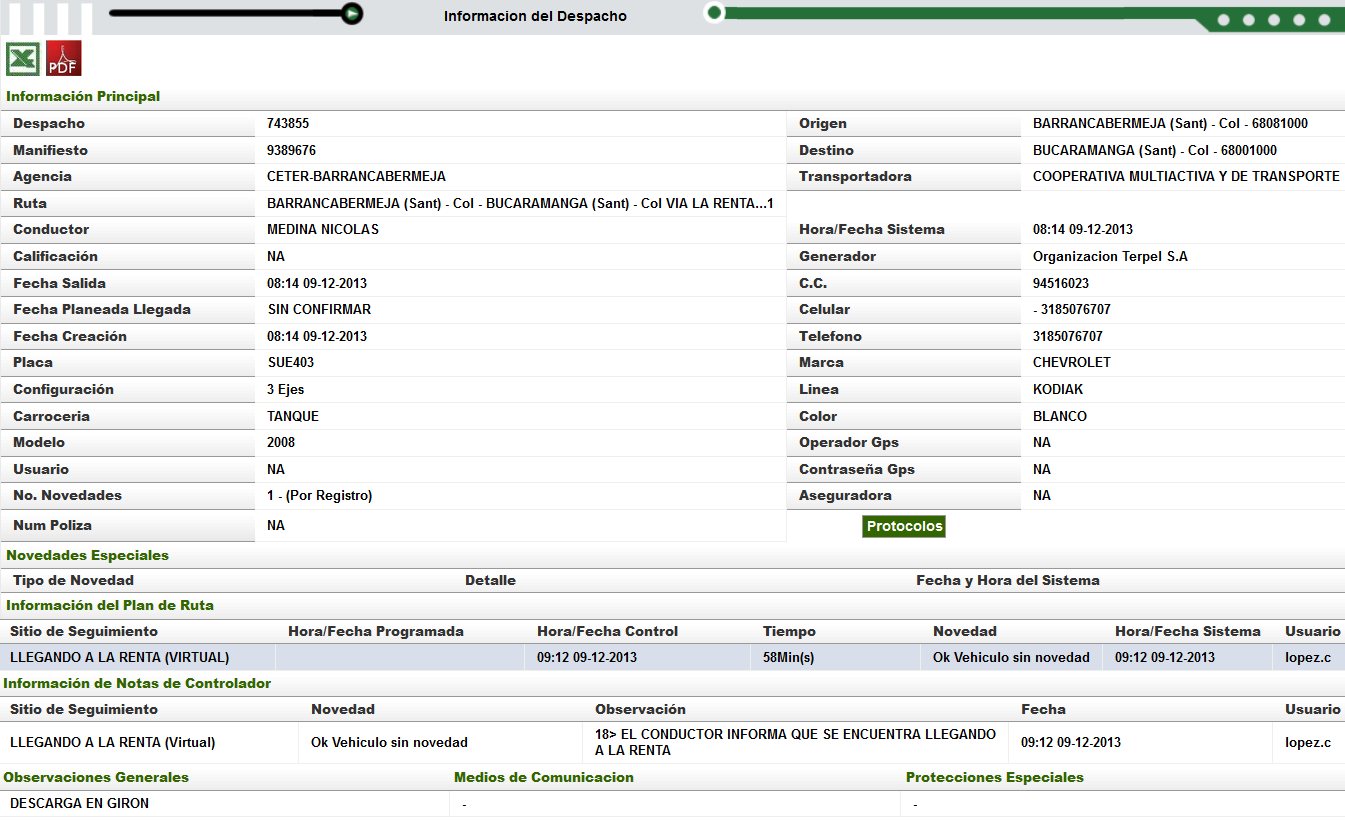 Informacion del Despacho
PDF
Información Principal
Despacho 743855 Origen BARRANCABERMEJA (Sant) - Col - 68081000
Manifiesto 9389676 Destino BUCARAMANGA (Sant) - Col - 68001000
Agencia CETER-BARRANCABERMEJA Transportadora COOPERATIVA MULTIACTIVA Y DE TRANSPORTE
Ruta BARRANCABERMEJA (Sant) - Col - BUCARAMANGA (Sant) - Col VIA LA RENTA...1
Conductor MEDINA NICOLAS Hora/Fecha Sistema 08:14 09-12-2013
Calificación NA Generador Organizacion Terpel S.A
Fecha Salida 08:14 09-12-2013 C.C. 94516023
Fecha Planeada Llegada SIN CONFIRMAR Celular - 3185076707
Fecha Creación 08:14 09-12-2013 Telefono 3185076707
Placa SUE403 Marca CHEVROLET
Configuración 3 Ejes Linea KODIAK
Carroceria TANQUE Color BLANCO
Modelo 2008 Operador Gps NA
Usuario NA Contraseña Gps NA
No. Novedades 1 - (Por Registro) Aseguradora NA
Num Poliza NA Protocolos
Novedades Especiales
Tipo de Novedad Detalle Fecha y Hora del Sistema
Información del Plan de Ruta
Sitio de Seguimiento Hora/Fecha Programada Hora/Fecha Control Tiempo Novedad Hora/Fecha Sistema Usuario
LLEGANDO A LA RENTA (VIRTUAL) 09:12 09-12-2013 58Min(s) Ok Vehiculo sin novedad 09:12 09-12-2013 lopez.c
Información de Notas de Controlador
Sitio de Seguimiento Novedad Observación Fecha Usuario
LLEGANDO A LA RENTA (Virtual) Ok Vehiculo sin novedad 18> EL CONDUCTOR INFORMA QUE SE ENCUENTRA LLEGANDO
A LA RENTA 09:12 09-12-2013 lopez.c
Observaciones Generales Medios de Comunicacion Protecciones Especiales
DESCARGA EN GIRON - -